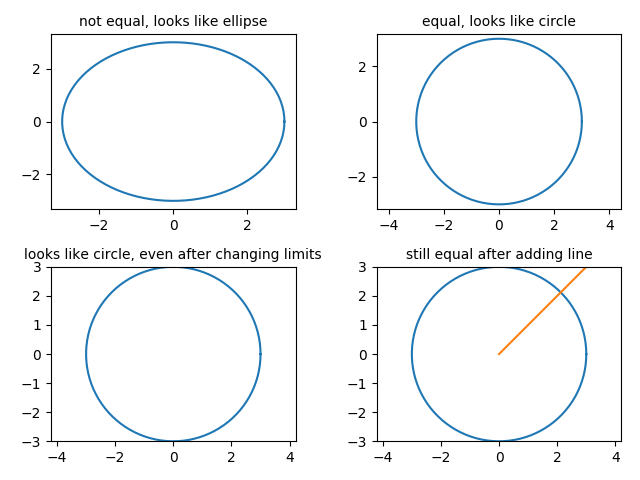 not equal, looks like ellipse
2
0
−2
−2 0 2
equal, looks like circle
2
0
−2
−4 −2 0 2 4
looks like circle, even after changing limits
3
2
1
0
−1
−2
−3
−4 −2 0 2 4
still equal after adding line
3
2
1
0
−1
−2
−3
−4 −2 0 2 4